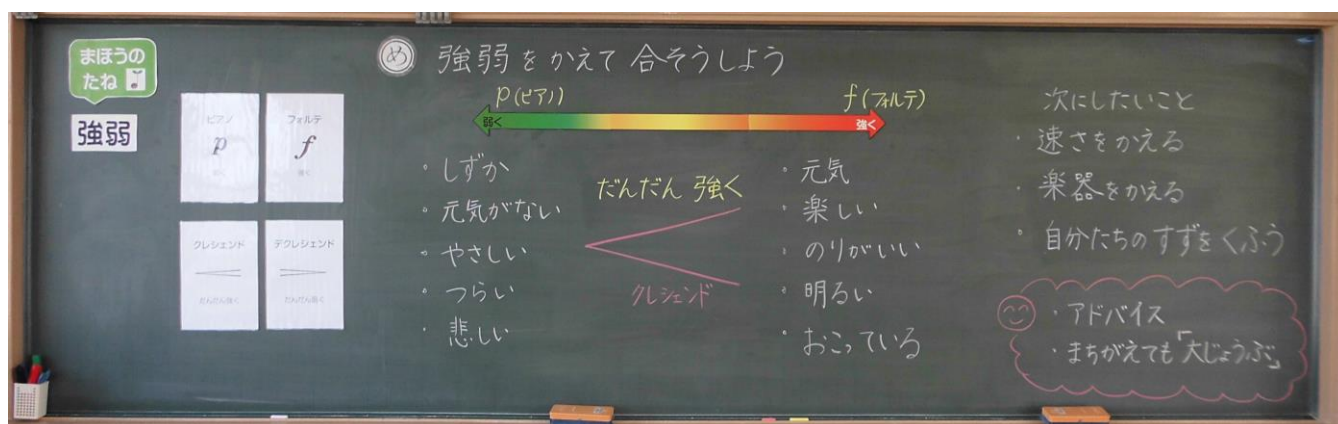 まほうの
たね
強弱
ピアノ
p
弱く
フォルテ
f
強く
クレシェンド
だんだん強く
デクレシェンド
だんだん弱く
め 強弱をかえて合そうしよう
p(ピアノ)
f(フォルテ)
弱く
強く
・しずか
・元気がない
・やさしい
・つらい
・悲しい
だんだん 強く
クレシェンド
・元気
・楽しい
・のりがいい
・明るい
・おこっている
次にしたいこと
・速さをかえる
・楽器をかえる
・自分たちのすずをくふう
・アドバイス
・まちがえても「大じょうぶ」